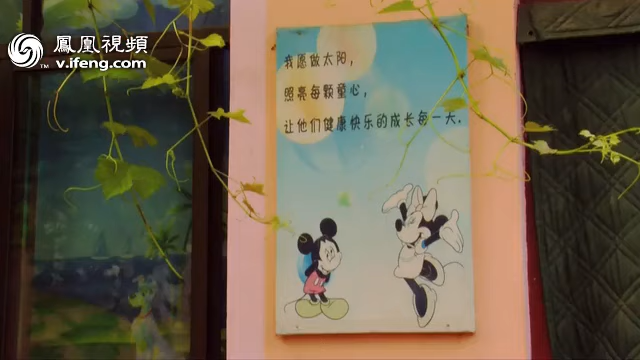 鳳凰視頻
v.ifeng.com
TM
我愿做太阳，
照亮每颗童心，
让他们健康快乐的成长每一天.